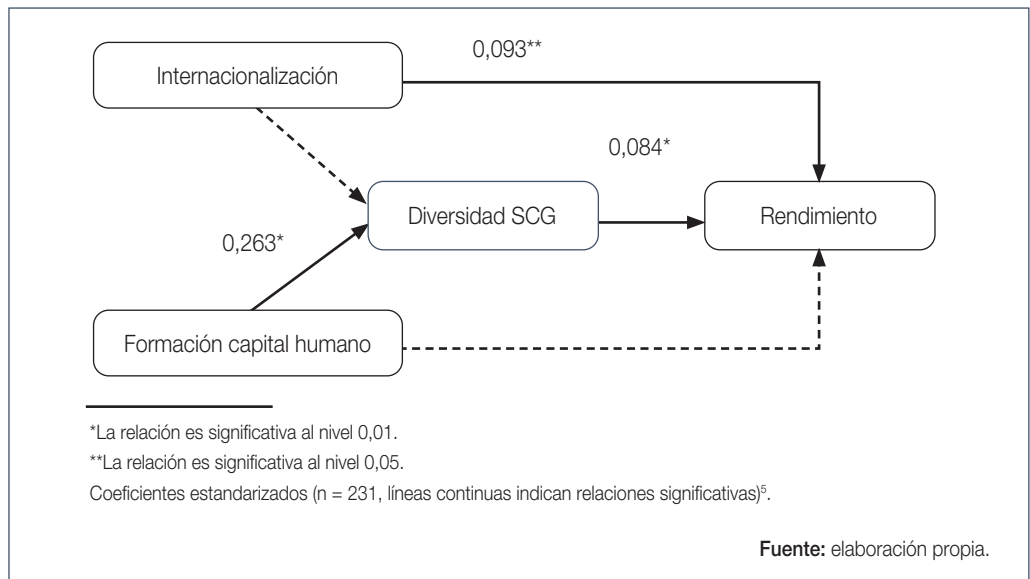 0,093**
Internacionalización
0,084*
Diversidad SCG
Rendimiento
0,263*
Formación capital humano
*La relación es significativa al nivel 0,01.
**La relación es significativa al nivel 0,05.
Coeficientes estandarizados (n = 231, líneas continuas indican relaciones significativas)⁵.
Fuente: elaboración propia.